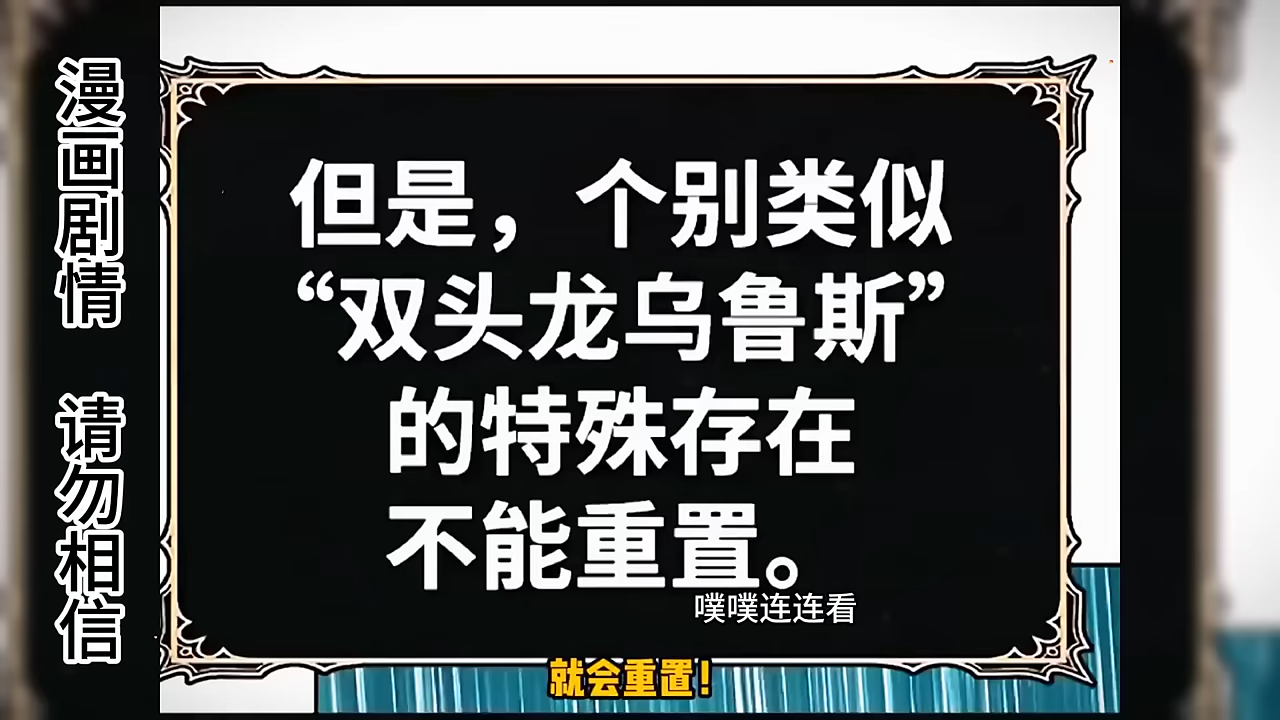 漫画剧情 请勿相信
但是，个别类似
“双头龙乌鲁斯”
的特殊存在
不能重置。
噗噗连连看
就会重置！